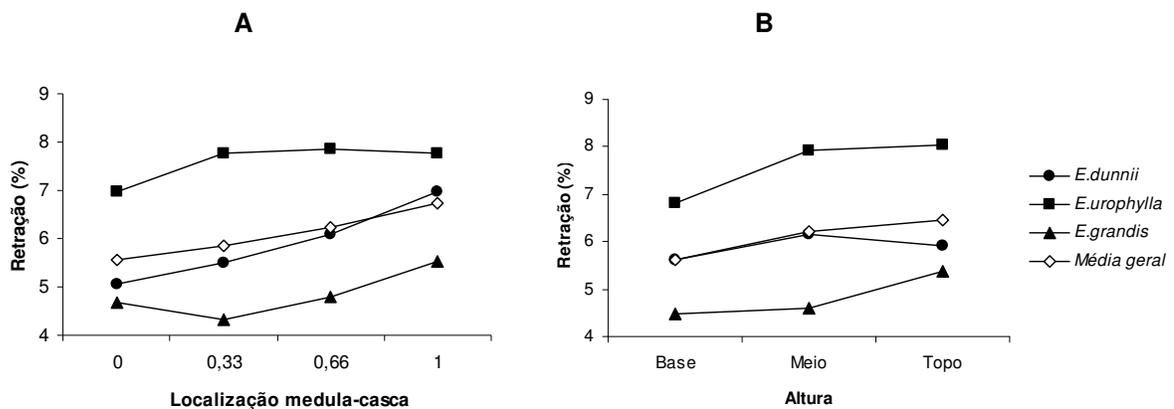 A
Retração (%)
9
8
7
6
5
4
0
0,33
0,66
1
Localização medula-casca
B
Retração (%)
9
8
7
6
5
4
Base
Meio
Topo
Altura
E.dunnii
E.urophylla
E.grandis
Média geral